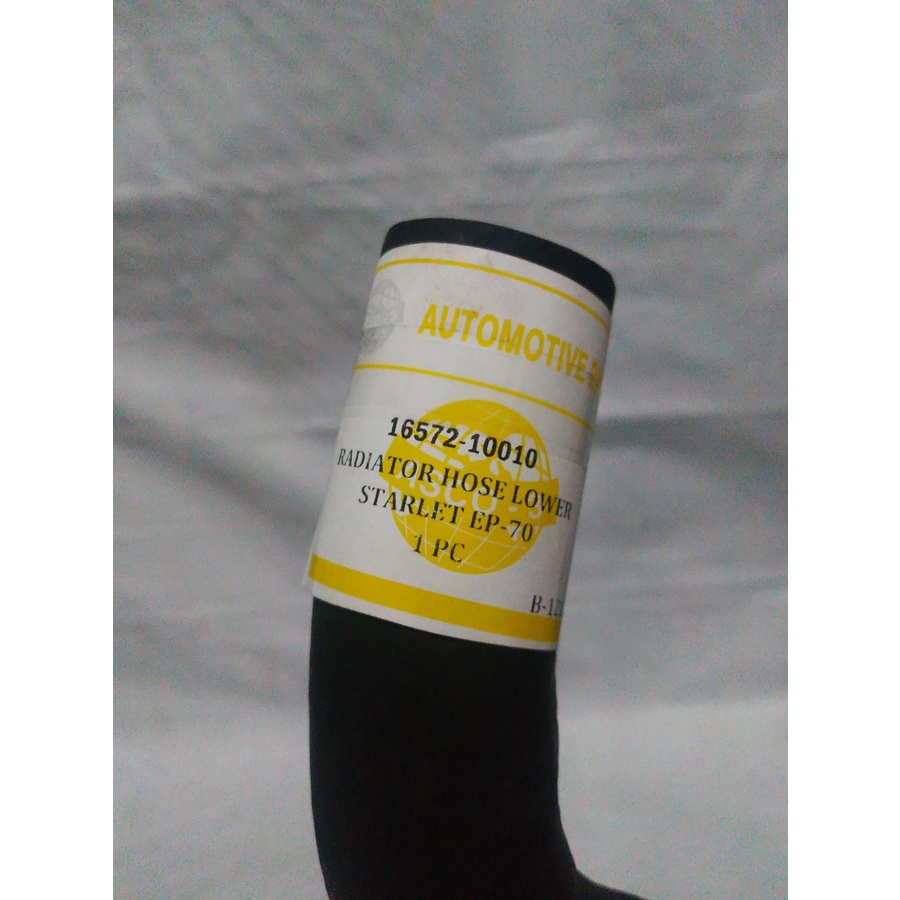 AUTOMOTIVE
16572-10010
RADIATOR HOSE LOWER
STARLET EP-70
1 PC